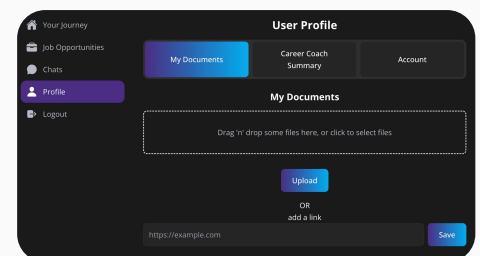 Your Journey
Job Opportunities
Chats
Profile
Logout
User Profile
My Documents
Career Coach
Summary
Account
My Documents
Drag 'n' drop some files here, or click to select files
Upload
OR
add a link
https://example.com
Save